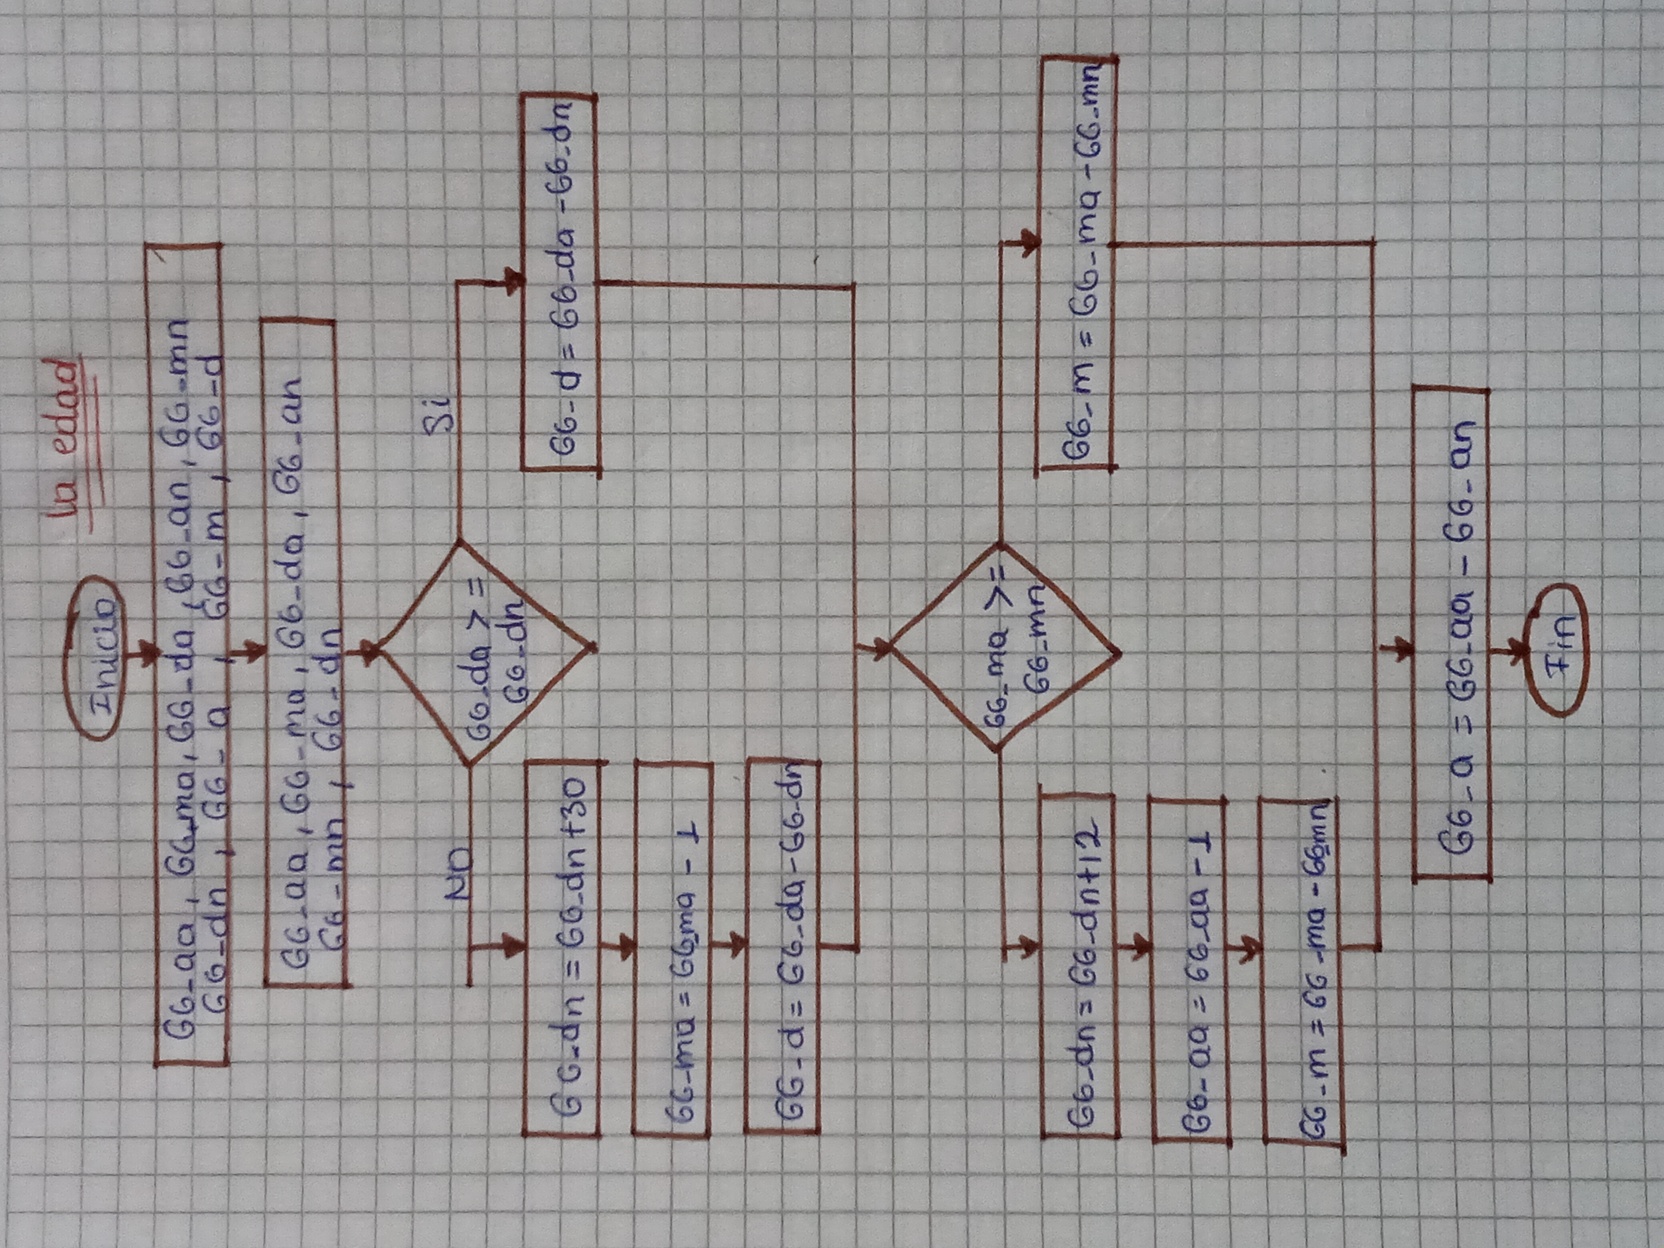 la edad
Inicio
GG_aa, GG_ma, GG_da, GG_an, GG_mn
GG_dn, GG_a, GG_m, GG_d
GG_aa, GG_ma, GG_da, GG_an
GG_mn, GG_dn
NO
Si
GG_da >=
GG_dn
GG_dn = GG_dn+30
GG_d = GG_da - GG_dn
GG_ma = GG_ma - 1
GG_d = GG_da - GG_dn
GG_ma >=
GG_mn
GG_dn = GG_dn+12
GG_m = GG_ma - GG_mn
GG_aa = GG_aa - 1
GG_m = GG_ma - GG_mn
GG_a = GG_aa - GG_an
Fin